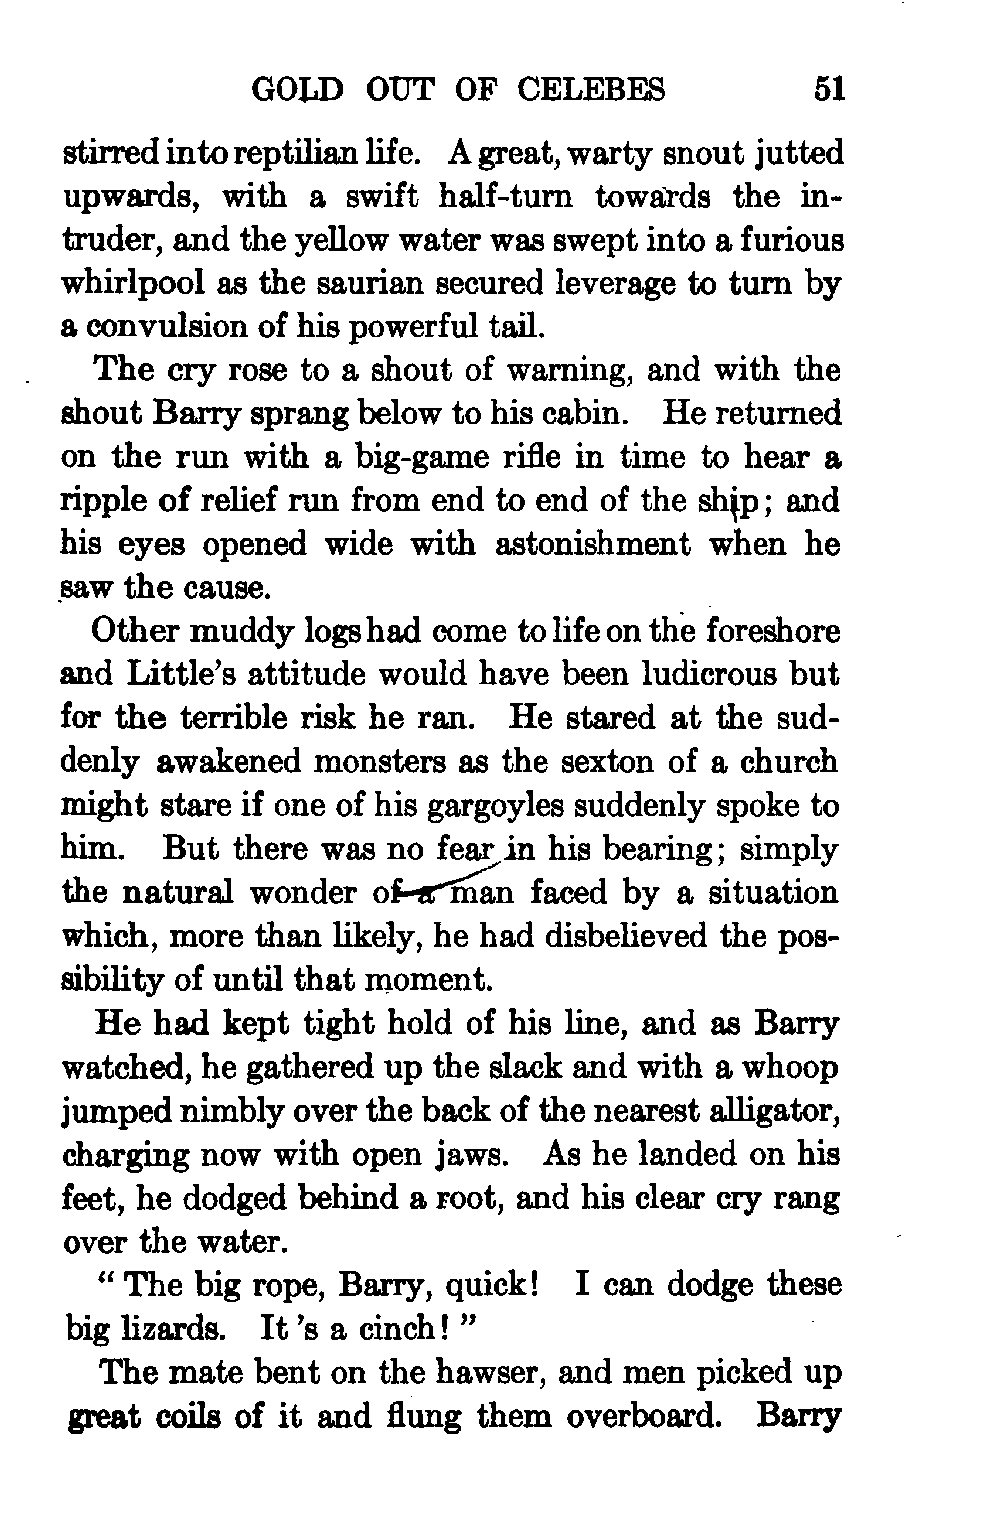 GOLD OUT OF CELEBES 51
stirred into reptilian life. A great, warty snout jutted
upwards, with a swift half-turn towards the in-
truder, and the yellow water was swept into a furious
whirlpool as the saurian secured leverage to turn by
a convulsion of his powerful tail.
The cry rose to a shout of warning, and with the
shout Barry sprang below to his cabin. He returned
on the run with a big-game rifle in time to hear a
ripple of relief run from end to end of the ship; and
his eyes opened wide with astonishment when he
saw the cause.
Other muddy logs had come to life on the foreshore
and Little's attitude would have been ludicrous but
for the terrible risk he ran. He stared at the sud-
denly awakened monsters as the sexton of a church
might stare if one of his gargoyles suddenly spoke to
him. But there was no fear in his bearing; simply
the natural wonder of a man faced by a situation
which, more than likely, he had disbelieved the pos-
sibility of until that moment.
He had kept tight hold of his line, and as Barry
watched, he gathered up the slack and with a whoop
jumped nimbly over the back of the nearest alligator,
charging now with open jaws. As he landed on his
feet, he dodged behind a root, and his clear cry rang
over the water.
"The big rope, Barry, quick! I can dodge these
big lizards. It's a cinch!"
The mate bent on the hawser, and men picked up
great coils of it and flung them overboard. Barry